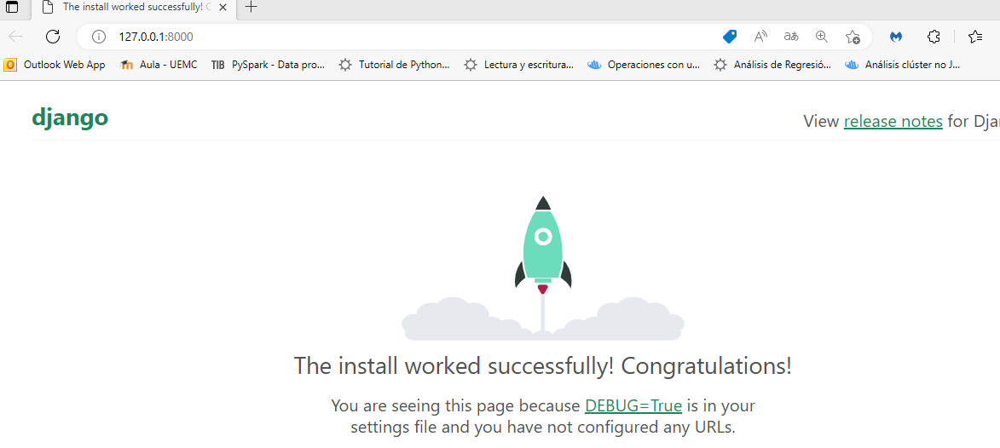 The install worked successfully! C
127.0.0.1:8000
Outlook Web App
Aula - UEMC
TIB PySpark - Data pro...
Tutorial de Python...
Lectura y escritura...
Operaciones con u...
Análisis de Regresió...
Análisis clúster no J...
django
View release notes for Dja
The install worked successfully! Congratulations!
You are seeing this page because DEBUG=True is in your
settings file and you have not configured any URLs.